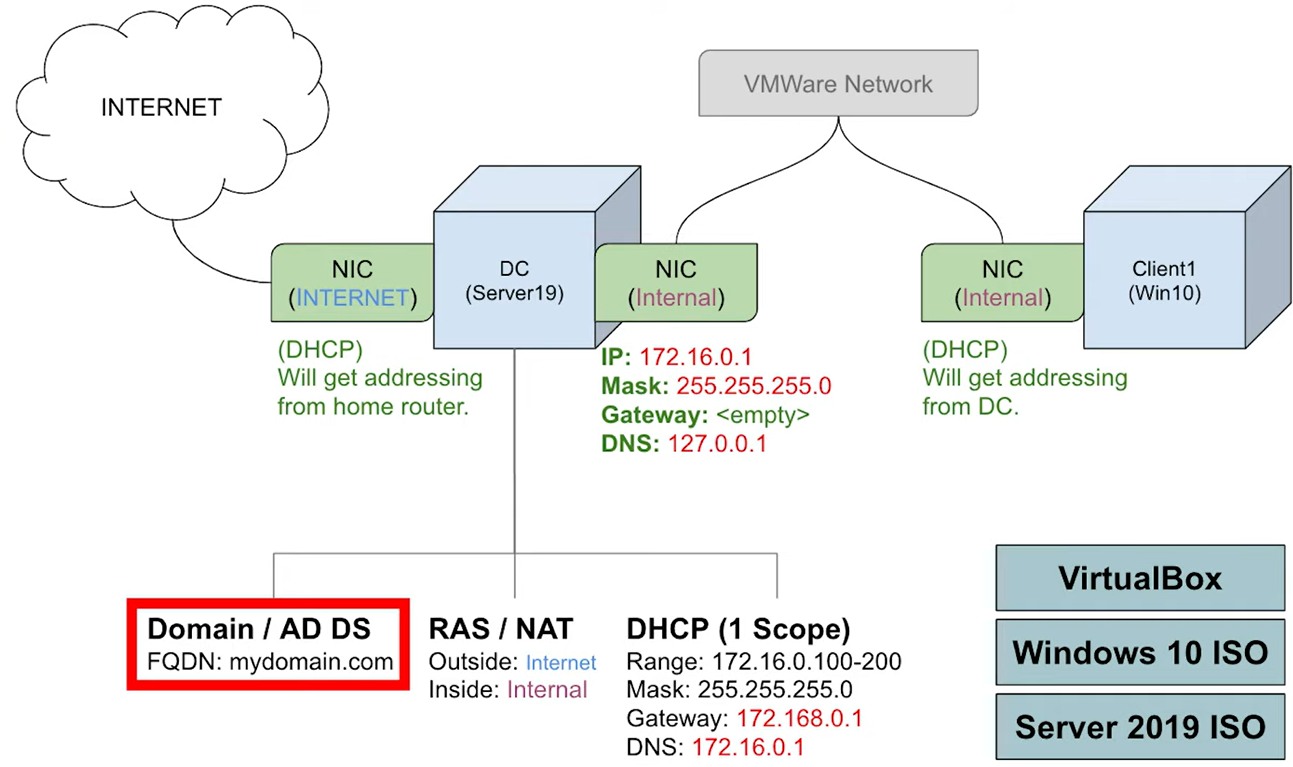 INTERNET
VMWare Network
NIC
(INTERNET)
DC
(Server19)
NIC
(Internal)
NIC
(Internal)
Client1
(Win10)
(DHCP)
Will get addressing
from home router.
IP: 172.16.0.1
Mask: 255.255.255.0
Gateway: <empty>
DNS: 127.0.0.1
(DHCP)
Will get addressing
from DC.
Domain / AD DS
FQDN: mydomain.com
RAS / NAT
Outside: Internet
Inside: Internal
DHCP (1 Scope)
Range: 172.16.0.100-200
Mask: 255.255.255.0
Gateway: 172.168.0.1
DNS: 172.16.0.1
VirtualBox
Windows 10 ISO
Server 2019 ISO